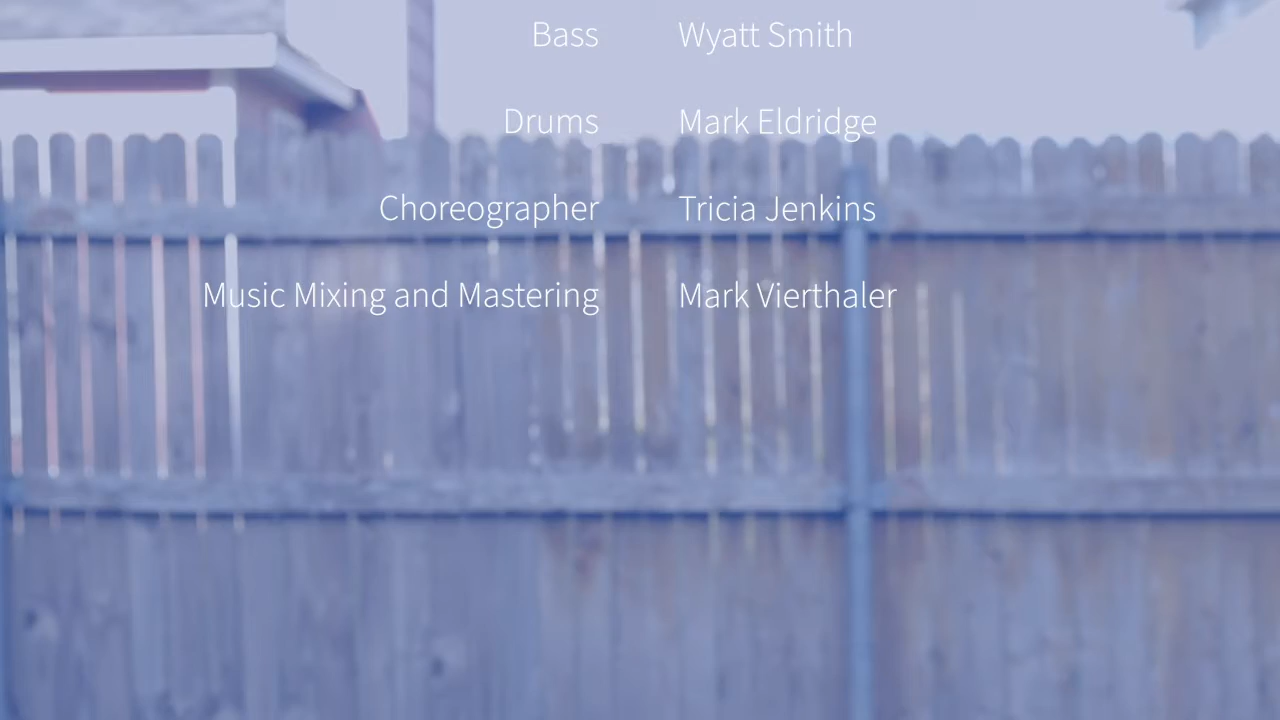 Bass Wyatt Smith
Drums Mark Eldridge
Choreographer Tricia Jenkins
Music Mixing and Mastering Mark Vierthaler